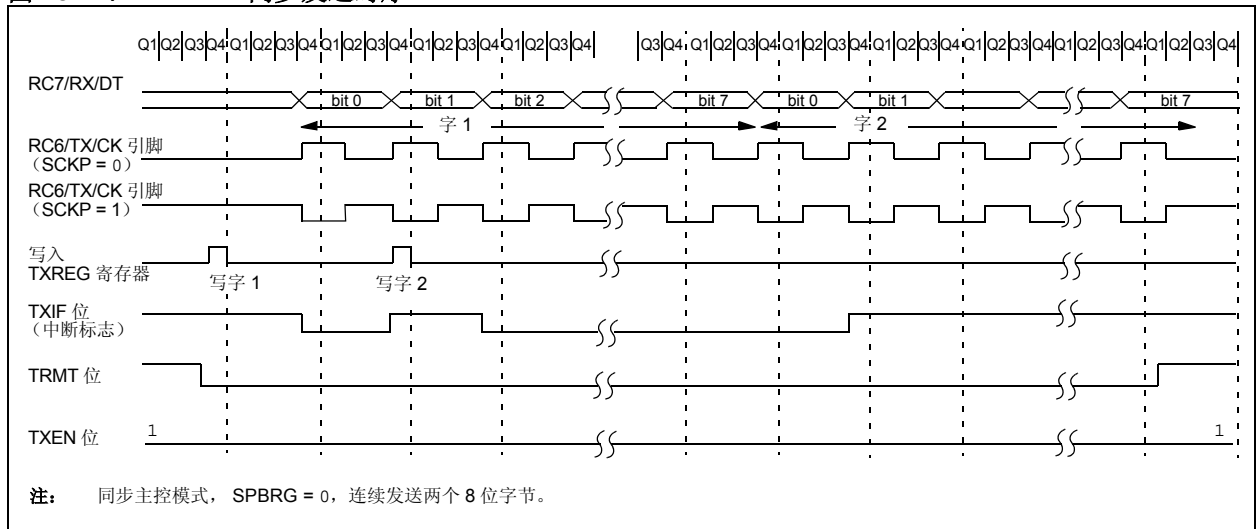 Q1 Q2 Q3 Q4 Q1 Q2 Q3 Q4 Q1 Q2 Q3 Q4 Q1 Q2 Q3 Q4 Q1 Q2 Q3 Q4 Q3 Q4 Q1 Q2 Q3 Q4 Q1 Q2 Q3 Q4 Q1 Q2 Q3 Q4 Q1 Q2 Q3 Q4 Q1 Q2 Q3 Q4 Q1 Q2 Q3 Q4
RC7/RX/DT
bit 0 bit 1 bit 2 bit 7 bit 0 bit 1 bit 7
字 1 字 2
RC6/TX/CK 引脚
（SCKP = 0）
RC6/TX/CK 引脚
（SCKP = 1）
写入
TXREG 寄存器
写字 1 写字 2
TXIF 位
（中断标志）
TRMT 位
TXEN 位 1 1
注： 同步主控模式， SPBRG = 0，连续发送两个 8 位字节。